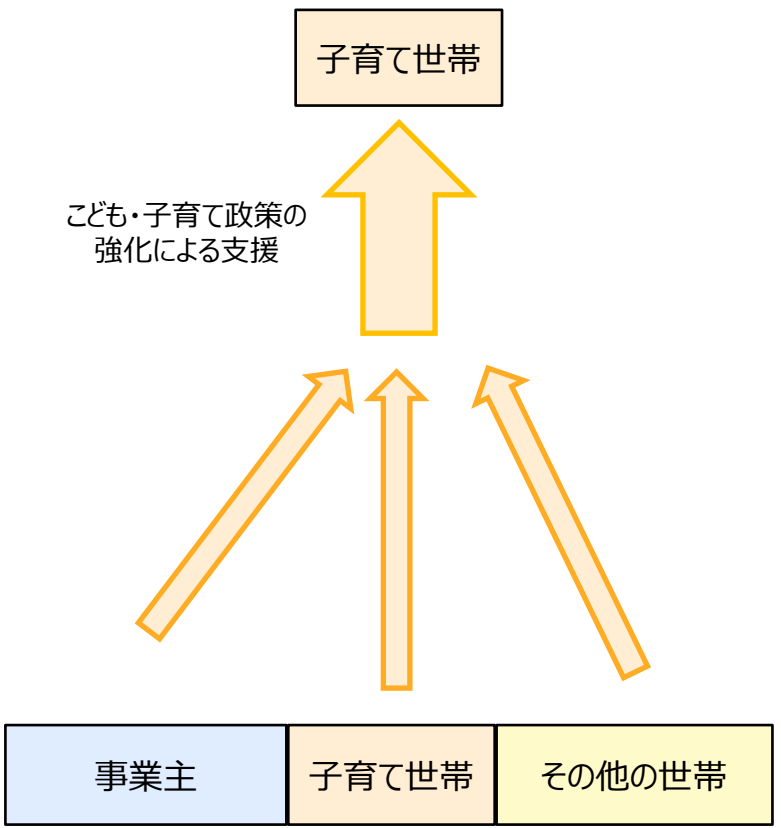 子育て世帯
こども・子育て政策の
強化による支援
事業主
子育て世帯
その他の世帯